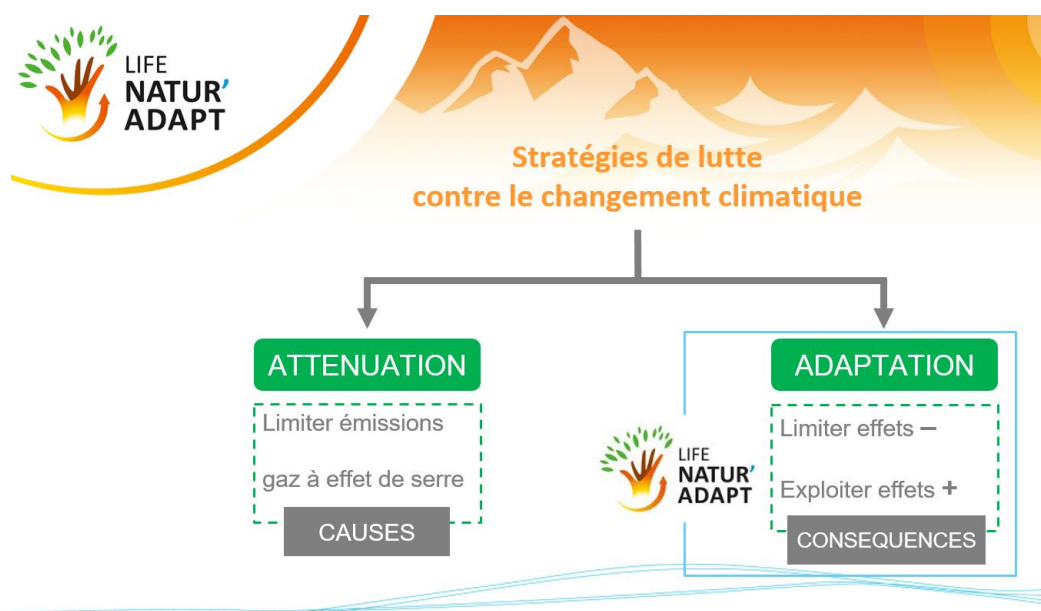 LIFE
NATUR'
ADAPT
Stratégies de lutte
contre le changement climatique
ATTENUATION
Limiter émissions
gaz à effet de serre
CAUSES
ADAPTATION
Limiter effets –
Exploiter effets +
CONSEQUENCES
LIFE
NATUR'
ADAPT